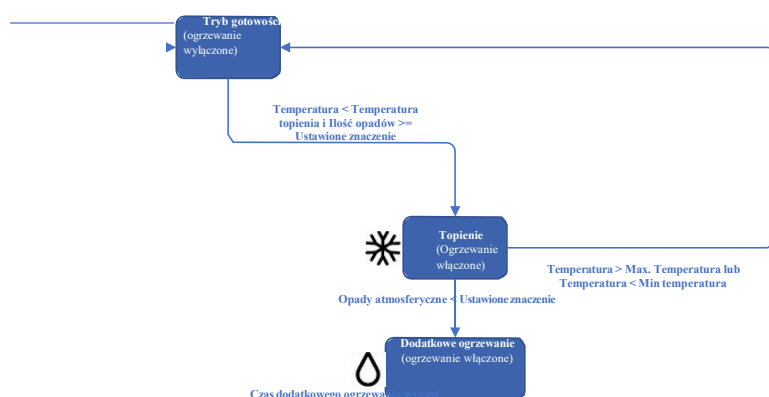 Tryb gotowości
(ogrzewanie
wyłączone)
Temperatura < Temperatura
topienia i Ilość opadów >=
Ustawione znaczenie
Topienie
(Ogrzewanie
włączone)
Temperatura > Max. Temperatura lub
Temperatura < Min temperatura
Opady atmosferyczne < Ustawione znaczenie
Dodatkowe ogrzewanie
(ogrzewanie włączone)
Czas dodatkowego